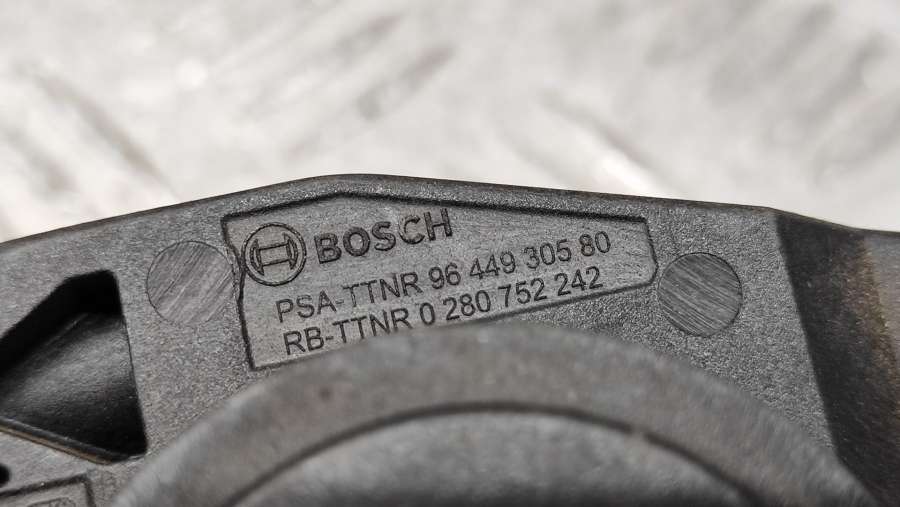 BOSCH
PSA-TTNR 96 449 305 80
RB-TTNR 0 280 752 242